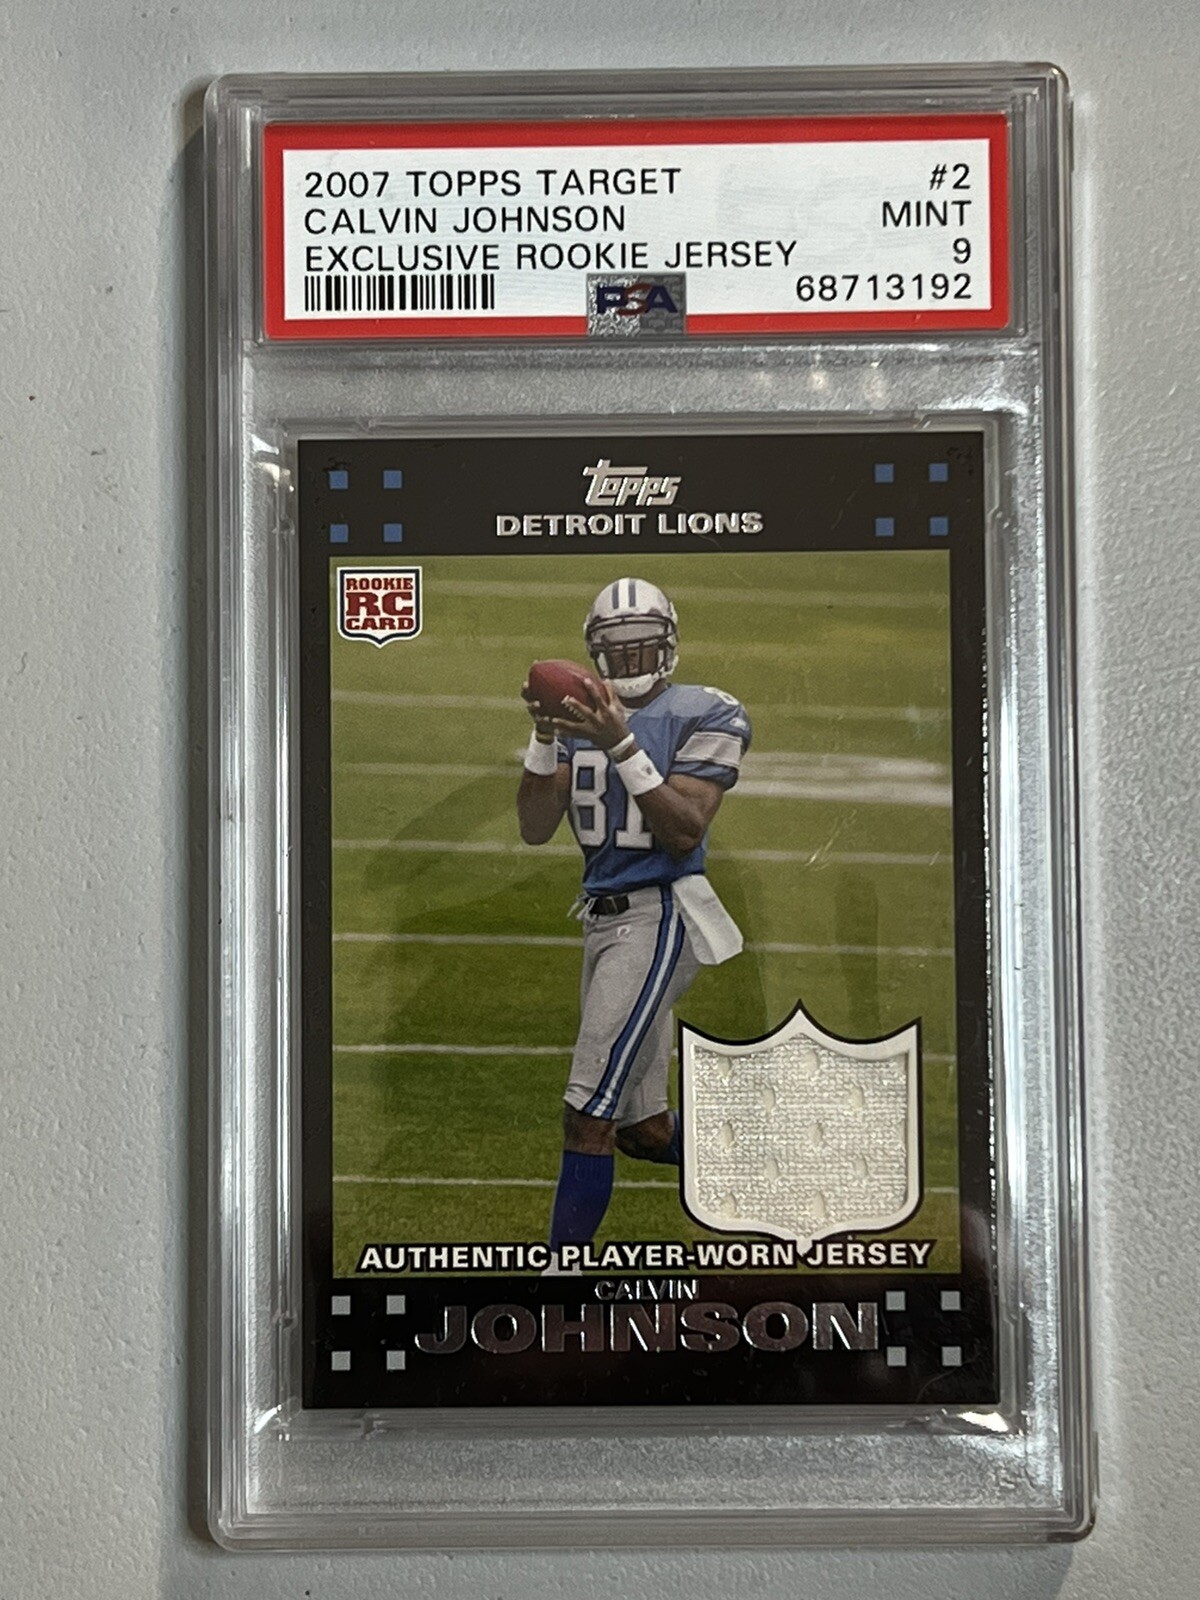 2007 TOPPS TARGET #2
CALVIN JOHNSON MINT
EXCLUSIVE ROOKIE JERSEY 9
PSA 68713192
Topps
DETROIT LIONS
ROOKIE
RC
CARD
81
81
AUTHENTIC PLAYER-WORN JERSEY
CALVIN
JOHNSON